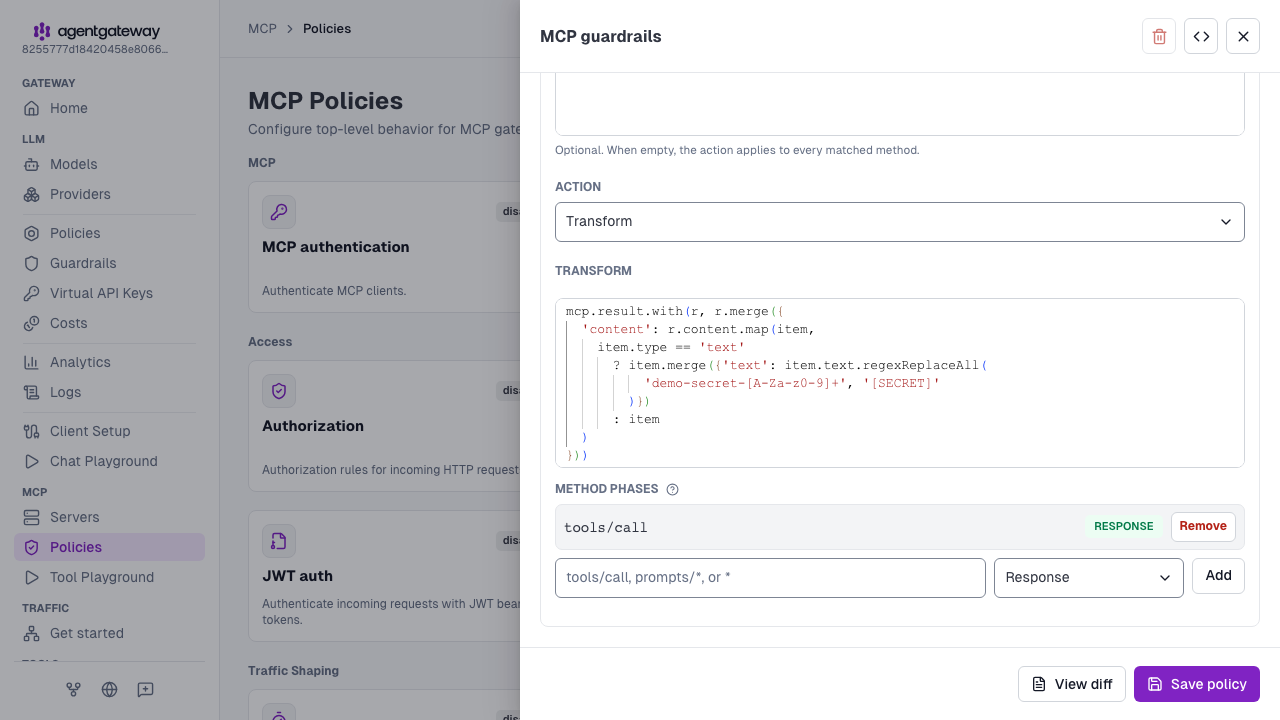 agentgateway
8255777d18420458e8066...
GATEWAY
Home
LLM
Models
Providers
Policies
Guardrails
Virtual API Keys
Costs
Analytics
Logs
Client Setup
Chat Playground
MCP
Servers
Policies
Tool Playground
TRAFFIC
Get started
MCP > Policies
MCP Policies
Configure top-level behavior for MCP gate
MCP
disa
MCP authentication
Authenticate MCP clients.
Access
disa
Authorization
Authorization rules for incoming HTTP request
disa
JWT auth
Authenticate incoming requests with JWT bear
tokens.
Traffic Shaping
disa
MCP guardrails
Optional. When empty, the action applies to every matched method.
ACTION
Transform
TRANSFORM
mcp.result.with(r, r.merge({
  'content': r.content.map(item,
    item.type == 'text'
      ? item.merge({'text': item.text.regexReplaceAll(
          'demo-secret-[A-Za-z0-9]+', '[SECRET]'
        )})
      : item
  )
}))
METHOD PHASES
tools/call RESPONSE Remove
tools/call, prompts/*, or * Response Add
View diff Save policy